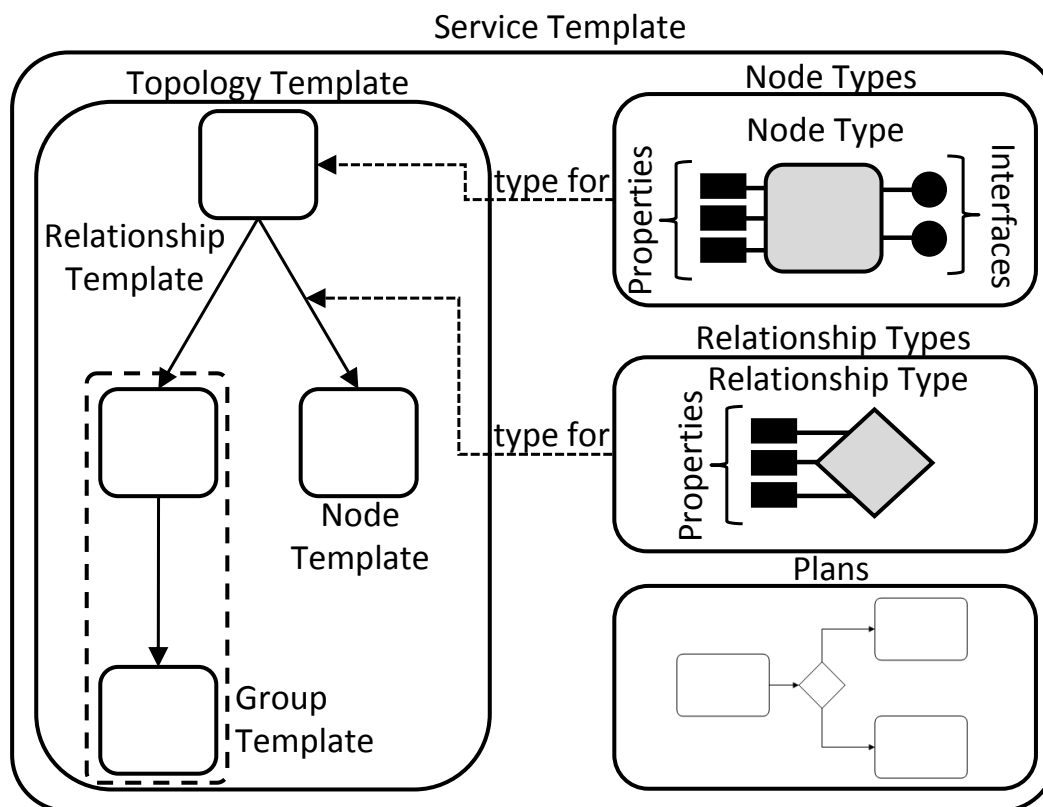 Service Template
Topology Template
Relationship
Template
Node
Template
Group
Template
type for
type for
Node Types
Node Type
Properties
Interfaces
Relationship Types
Relationship Type
Properties
Plans